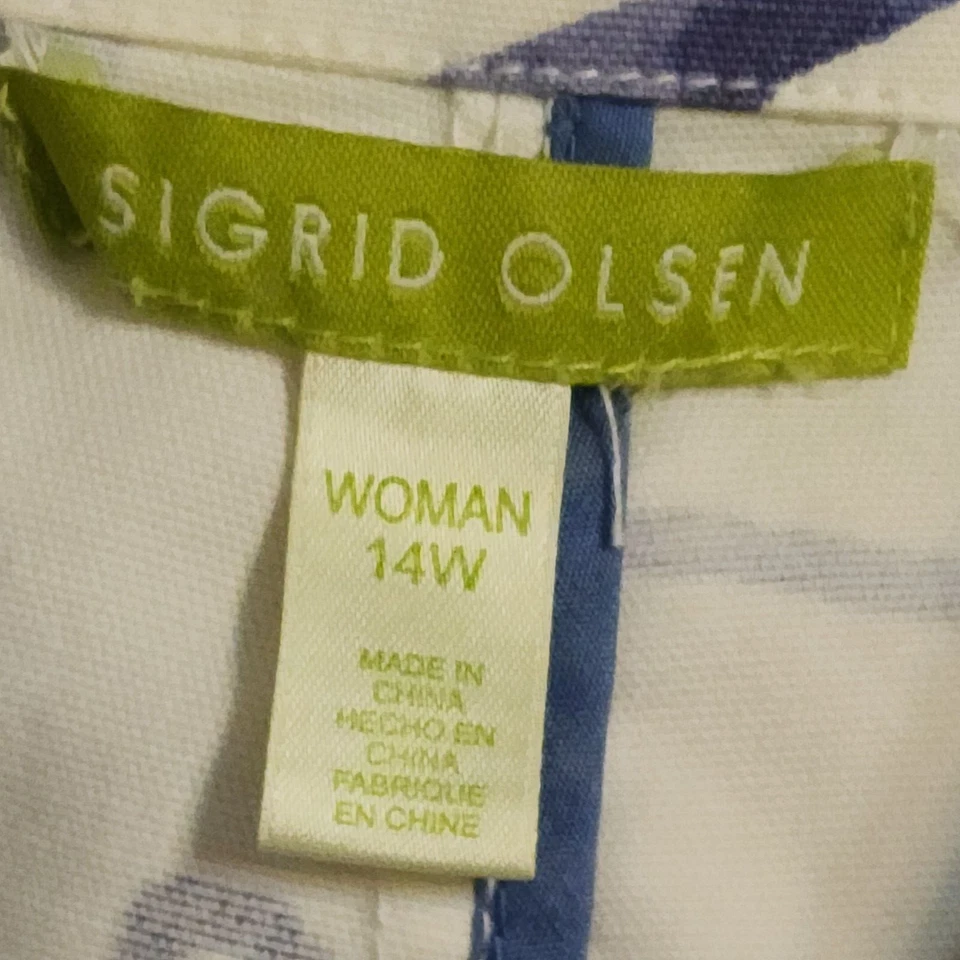 SIGRID OLSEN
WOMAN
14W
MADE IN
CHINA
HECHO EN
CHINA
FABRIQUE
EN CHINE